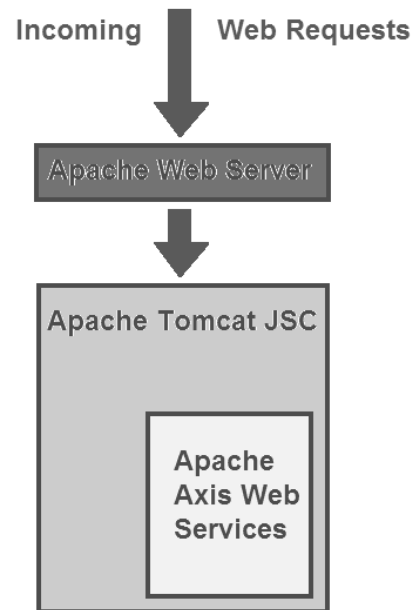 Incoming Web Requests
Apache Web Server
Apache Tomcat JSC
Apache
Axis Web
Services